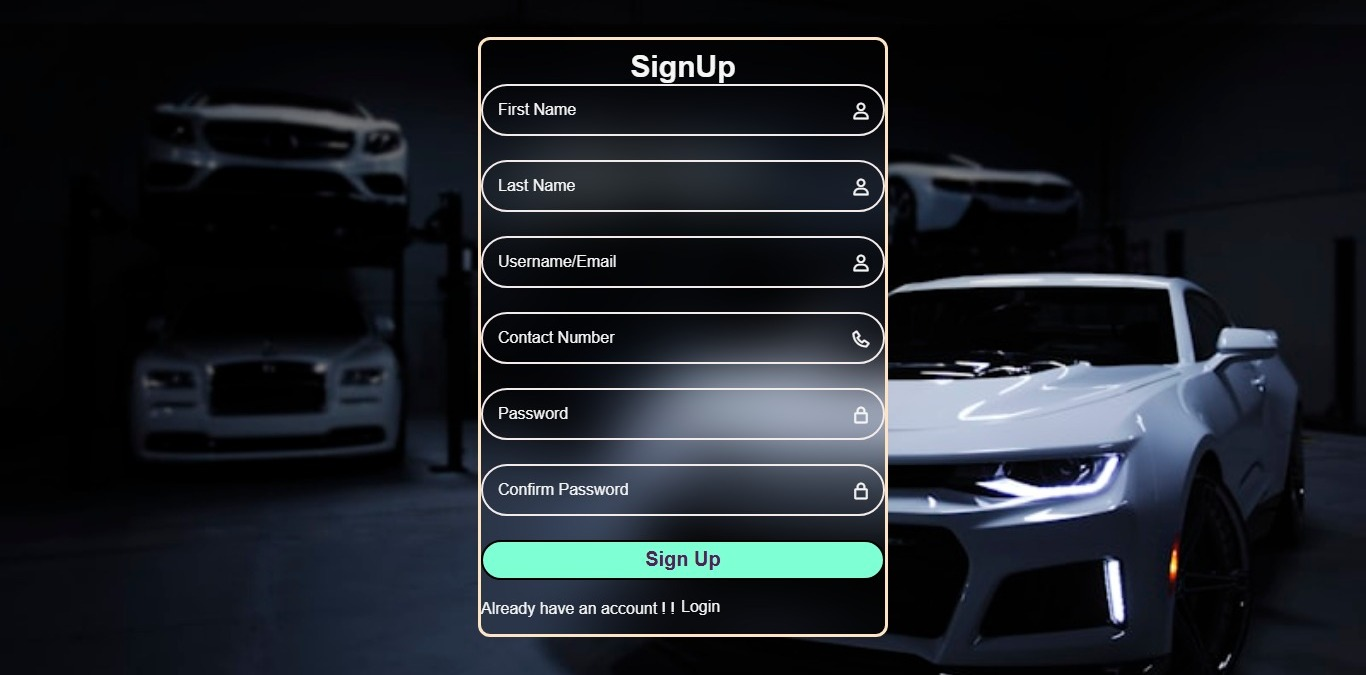 SignUp
First Name
Last Name
Username/Email
Contact Number
Password
Confirm Password
Sign Up
Already have an account ! ! Login